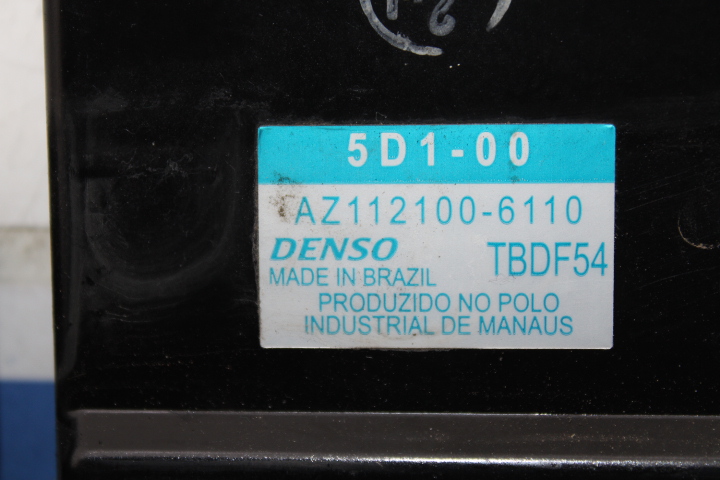 5D1-00
AZ112100-6110
DENSO TBDF54
MADE IN BRAZIL
PRODUZIDO NO POLO
INDUSTRIAL DE MANAUS